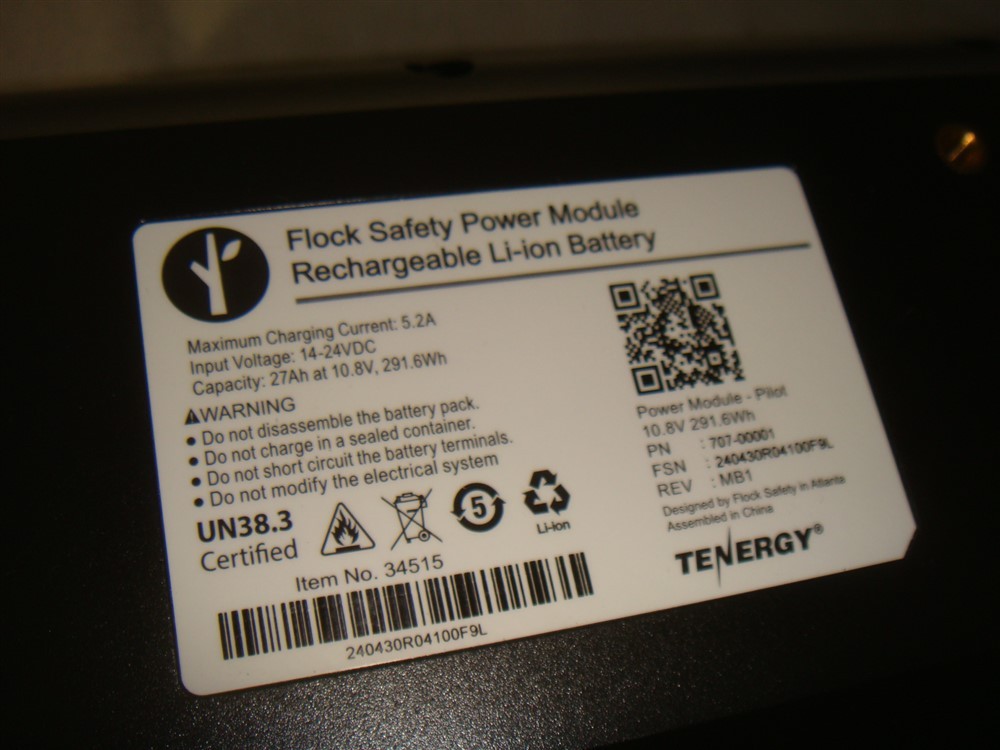 Flock Safety Power Module
Rechargeable Li-ion Battery
Maximum Charging Current: 5.2A
Input Voltage: 14-24VDC
Capacity: 27Ah at 10.8V, 291.6Wh
WARNING
• Do not disassemble the battery pack.
• Do not charge in a sealed container.
• Do not short circuit the battery terminals.
• Do not modify the electrical system
UN38.3
Certified
5
Li-ion
Item No. 34515
240430R04100F9L
Power Module - Pilot
10.8V 291.6Wh
PN : 707-00001
FSN : 240430R04100F9L
REV : MB1
Designed by Flock Safety in Atlanta
Assembled in China
TENERGY®